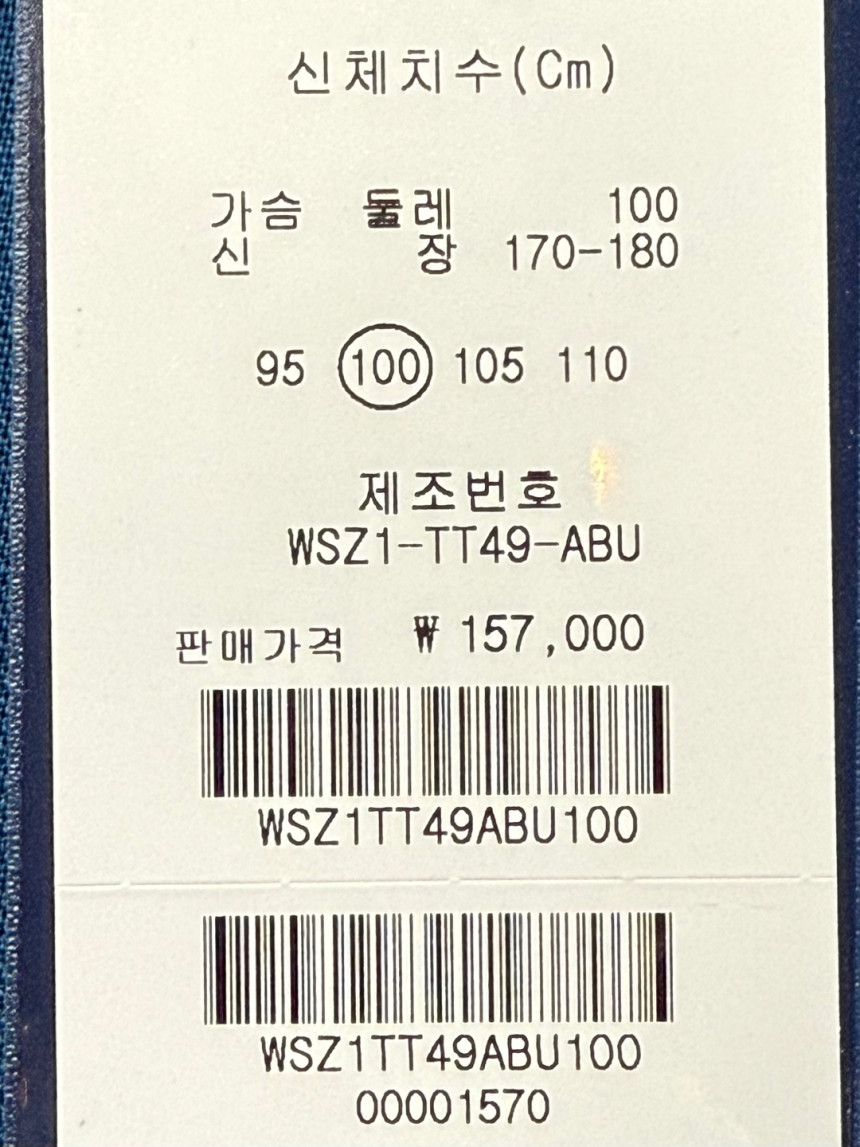 신체치수(Cm)
가슴 둘레 100
신 장 170-180
95 100 105 110
제조번호
WSZ1-TT49-ABU
판매가격 ₩ 157,000
WSZ1TT49ABU100
WSZ1TT49ABU100
00001570